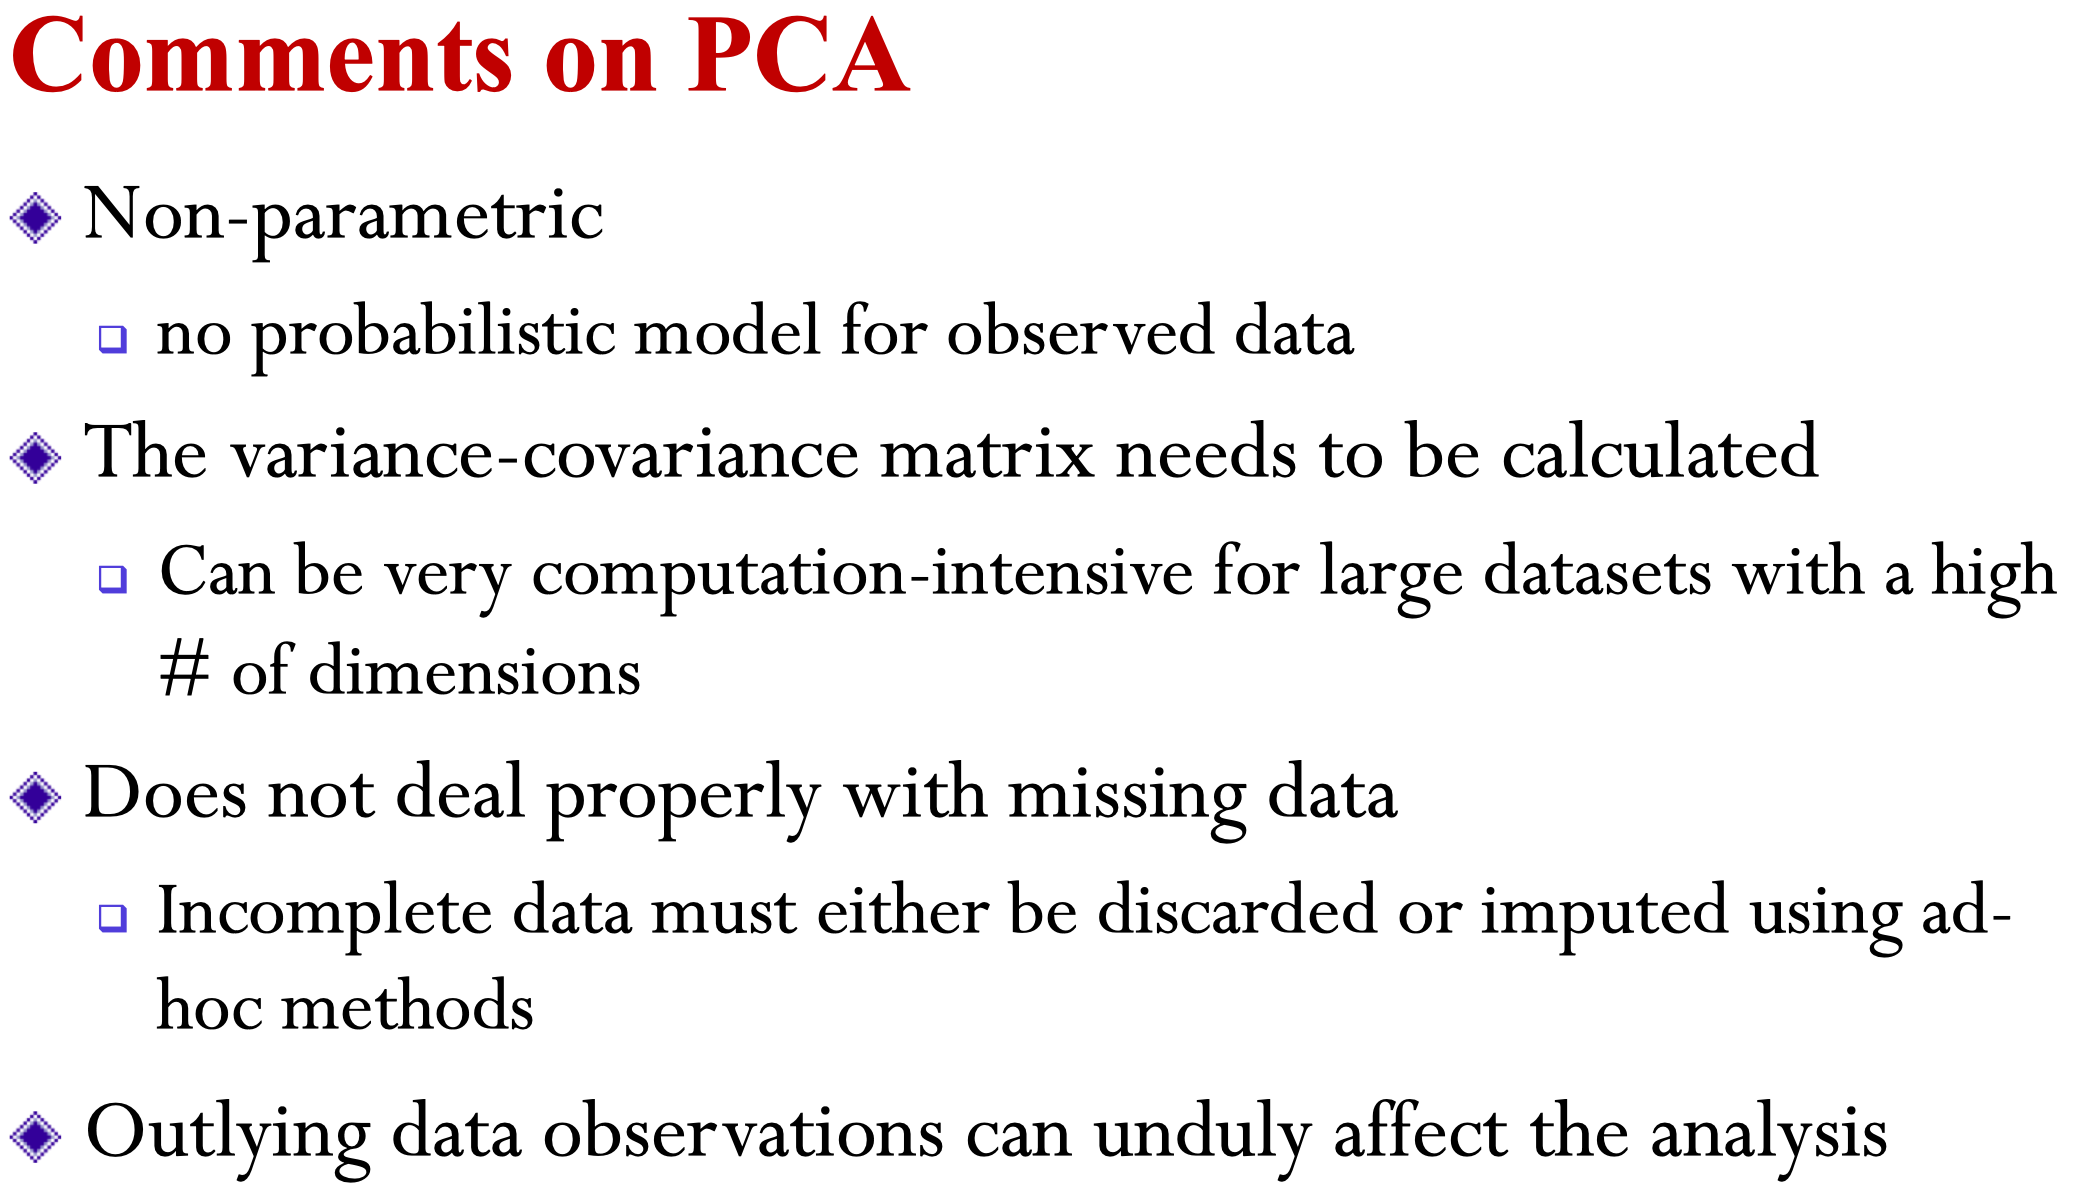 Comments on PCA
Non-parametric
no probabilistic model for observed data
The variance-covariance matrix needs to be calculated
Can be very computation-intensive for large datasets with a high
# of dimensions
Does not deal properly with missing data
Incomplete data must either be discarded or imputed using ad-
hoc methods
Outlying data observations can unduly affect the analysis